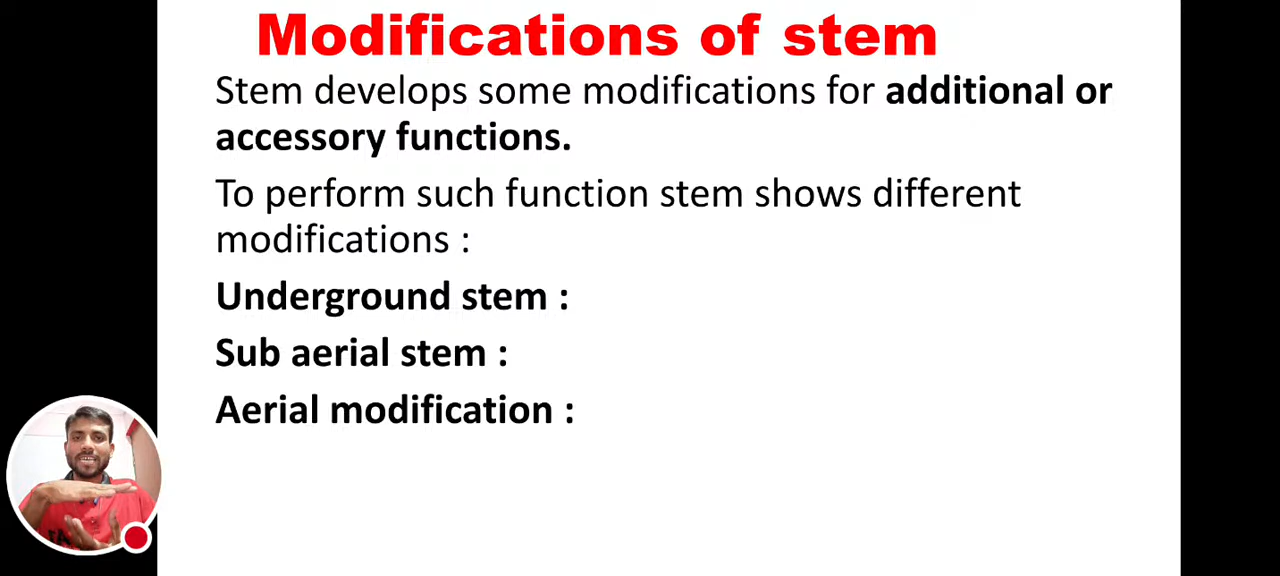 Modifications of stem
Stem develops some modifications for additional or
accessory functions.
To perform such function stem shows different
modifications :
Underground stem :
Sub aerial stem :
Aerial modification :